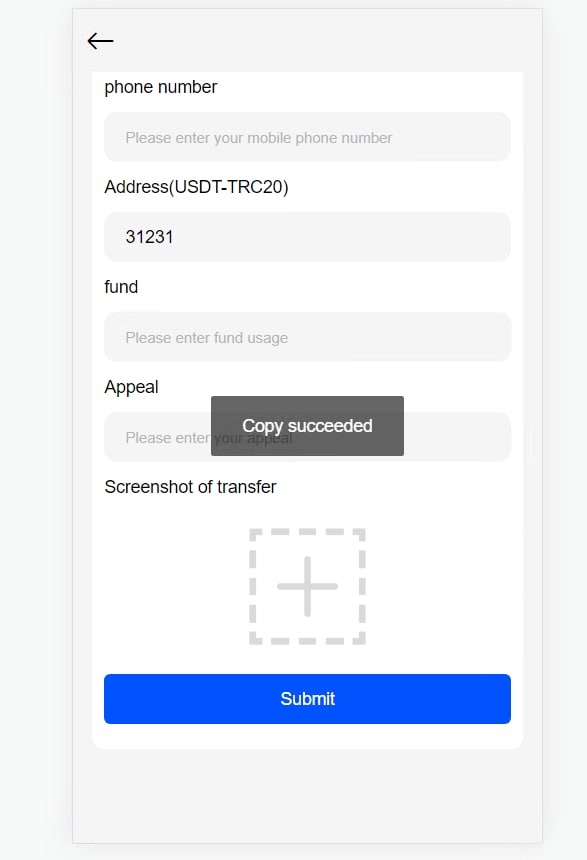 phone number
Please enter your mobile phone number
Address(USDT-TRC20)
31231
fund
Please enter fund usage
Appeal
Please enter your appeal
Copy succeeded
Screenshot of transfer
Submit